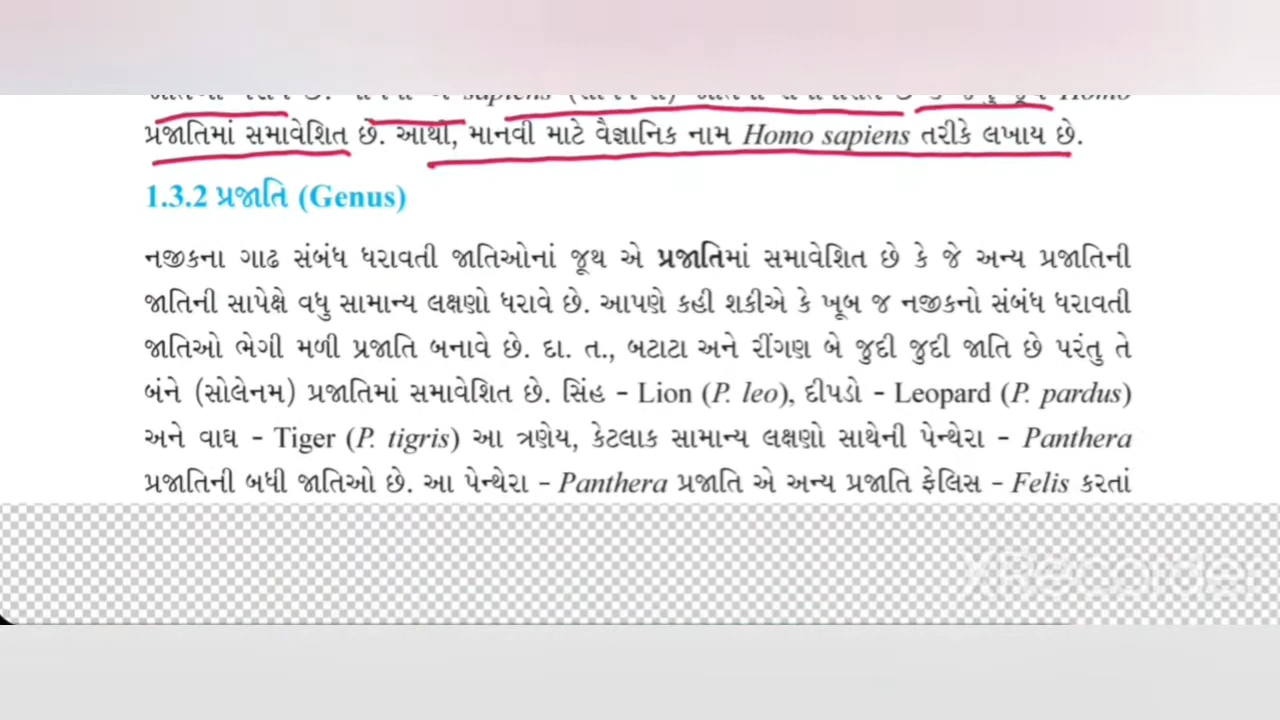 sapiens Homo
પ્રજાતિમાં સમાવેશિત છે. આથી, માનવી માટે વૈજ્ઞાનિક નામ Homo sapiens તરીકે લખાય છે.
1.3.2 પ્રજાતિ (Genus)
નજીકના ગાઢ સંબંધ ધરાવતી જાતિઓનાં જૂથ એ પ્રજાતિમાં સમાવેશિત છે કે જે અન્ય પ્રજાતિની
જાતિની સાપેક્ષે વધુ સામાન્ય લક્ષણો ધરાવે છે. આપણે કહી શકીએ કે ખૂબ જ નજીકનો સંબંધ ધરાવતી
જાતિઓ ભેગી મળી પ્રજાતિ બનાવે છે. દા. ત., બટાટા અને રીંગણ બે જુદી જુદી જાતિ છે પરંતુ તે
બંને (સોલેનમ) પ્રજાતિમાં સમાવેશિત છે. સિંહ - Lion (P. leo), દીપડો - Leopard (P. pardus)
અને વાઘ - Tiger (P. tigris) આ ત્રણેય, કેટલાક સામાન્ય લક્ષણો સાથેની પેન્થેરા - Panthera
પ્રજાતિની બધી જાતિઓ છે. આ પેન્થેરા - Panthera પ્રજાતિ એ અન્ય પ્રજાતિ ફેલિસ - Felis કરતાં
XRecorder